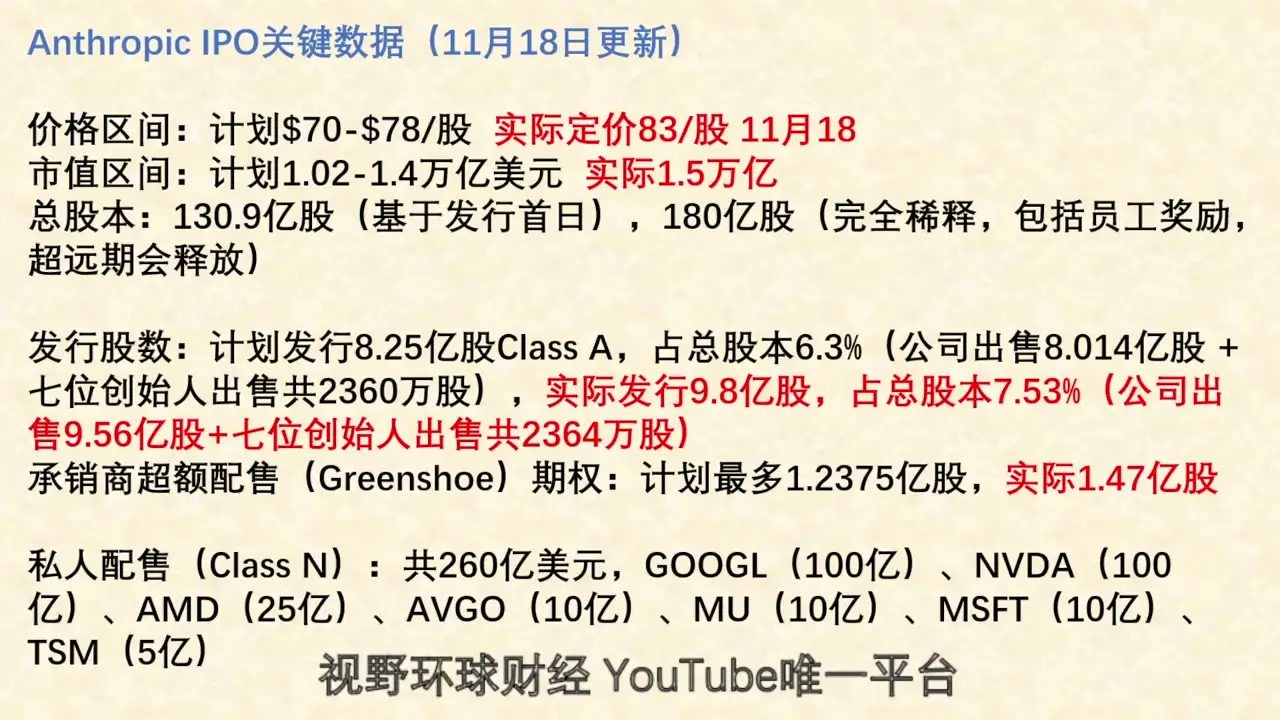 Anthropic IPO关键数据（11月18日更新）
价格区间：计划$70-$78/股 实际定价83/股 11月18
市值区间：计划1.02-1.4万亿美元 实际1.5万亿
总股本：130.9亿股（基于发行首日），180亿股（完全稀释，包括员工奖励，
超远期会释放）
发行股数：计划发行8.25亿股Class A，占总股本6.3%（公司出售8.014亿股 +
七位创始人出售共2360万股），实际发行9.8亿股，占总股本7.53%（公司出
售9.56亿股+七位创始人出售共2364万股）
承销商超额配售（Greenshoe）期权：计划最多1.2375亿股，实际1.47亿股
私人配售（Class N）：共260亿美元，GOOGL（100亿）、NVDA（100
亿）、AMD（25亿）、AVGO（10亿）、MU（10亿）、MSFT（10亿）、
TSM（5亿）
视野环球财经 YouTube唯一平台